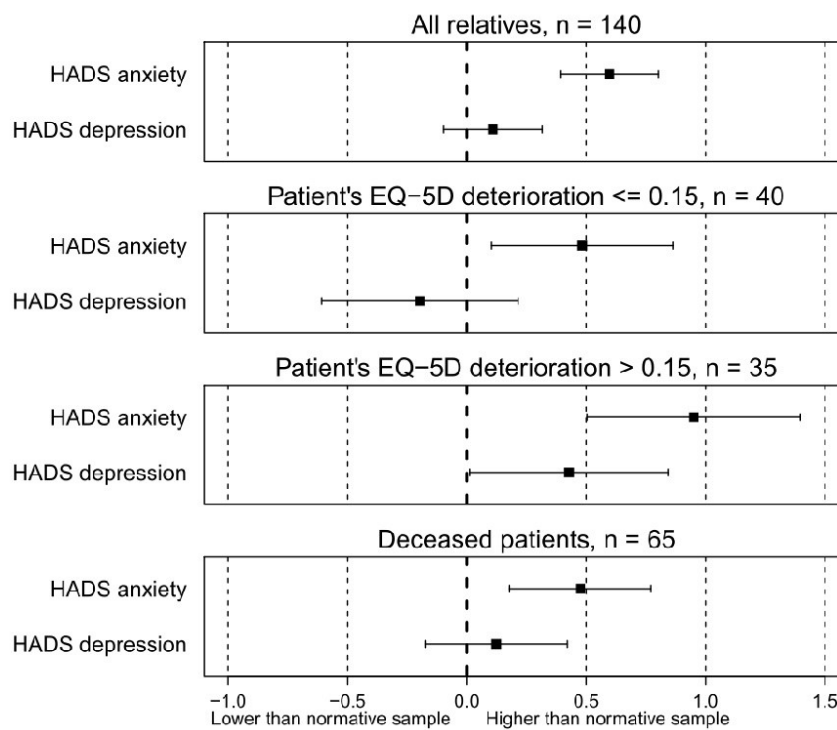 All relatives, n = 140
HADS anxiety
HADS depression
Patient's EQ−5D deterioration <= 0.15, n = 40
HADS anxiety
HADS depression
Patient's EQ−5D deterioration > 0.15, n = 35
HADS anxiety
HADS depression
Deceased patients, n = 65
HADS anxiety
HADS depression
−1.0 −0.5 0.0 0.5 1.0 1.5
Lower than normative sample Higher than normative sample